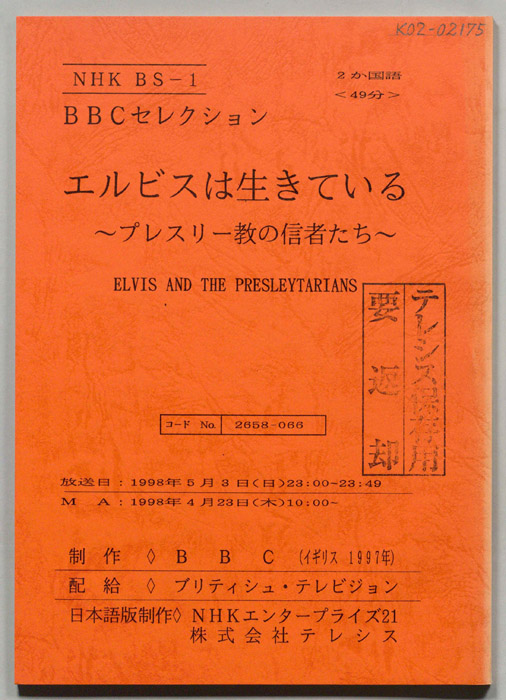 K02-02175
NHK BS-1
2か国語
<49分>
BBCセレクション
エルビスは生きている
~プレスリー教の信者たち~
ELVIS AND THE PRESLEYTARIANS
テレシス保存用
要返却
コード No. 2658-066
放送日:1998年5月3日(日)23:00-23:49
M A:1998年4月23日(木)10:00~
制作◇BBC(イギリス 1997年)
配給◇ブリティシュ・テレビジョン
日本語版制作◇NHKエンタープライズ21
株式会社テレシス